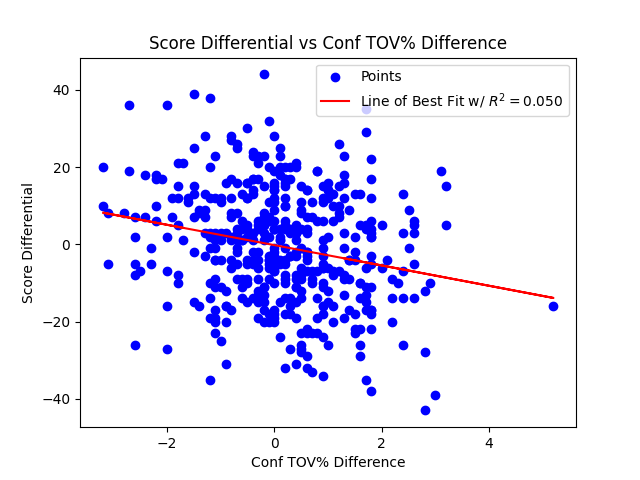 Score Differential vs Conf TOV% Difference
Points
Line of Best Fit w/ R² = 0.050
40
20
0
−20
−40
Score Differential
−2
0
2
4
Conf TOV% Difference